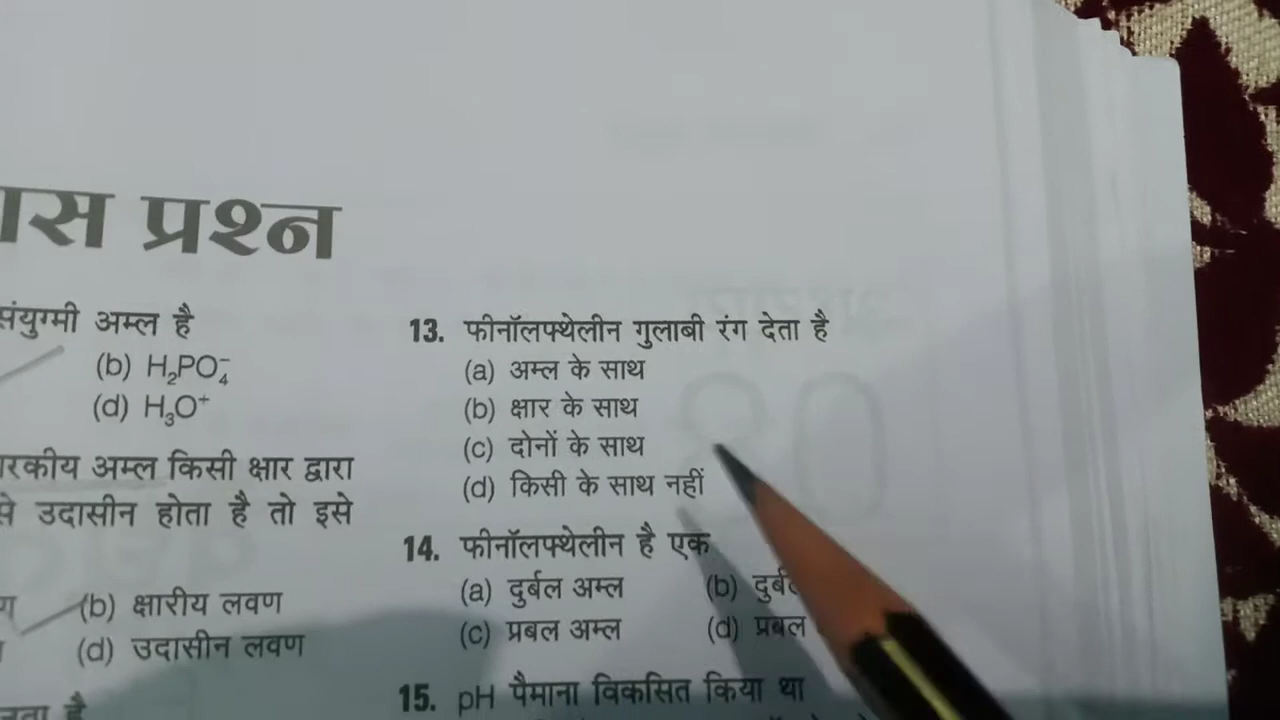 प्रश्न
संयुग्मी अम्ल है
(b) H₂PO₄⁻
(d) H₃O⁺
अम्ल किसी क्षार द्वारा
उदासीन होता है तो इसे
(b) क्षारीय लवण
(d) उदासीन लवण
है
13. फीनॉलफ्थेलीन गुलाबी रंग देता है
(a) अम्ल के साथ
(b) क्षार के साथ
(c) दोनों के साथ
(d) किसी के साथ नहीं
14. फीनॉलफ्थेलीन है एक
(a) दुर्बल अम्ल (b)
(c) प्रबल अम्ल (d) प्रबल
15. pH पैमाना विकसित किया था